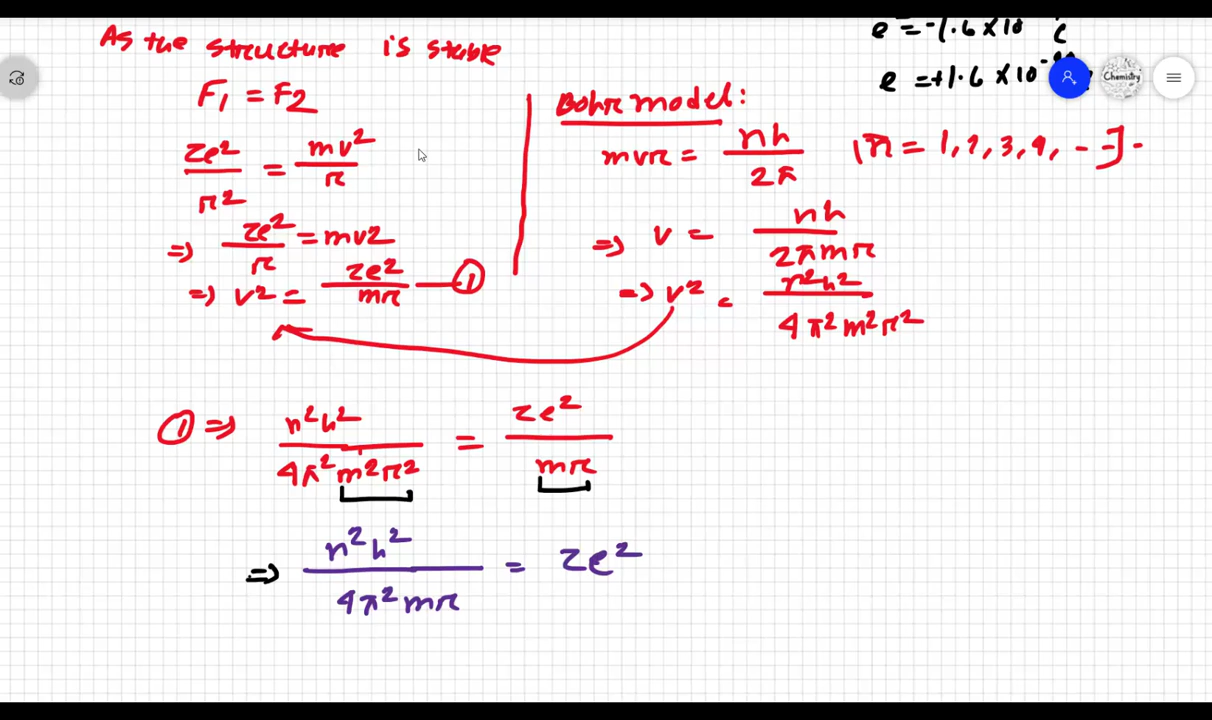 As the structure is stable
e = -1.6 × 10 c
e = +1.6 × 10
Chemistry
F₁ = F₂
ze²/r² = mv²/r
⇒ ze²/r = mv2
⇒ v² = ze²/mr — ①
Bohr model:
mvr = nh/2π
n = 1, 2, 3, 4, - -
⇒ v = nh/2πmr
⇒ v² = n²h²/4π²m²r²
① ⇒ n²h²/4π²m²r² = ze²/mr
⇒ n²h²/4π²mr = ze²